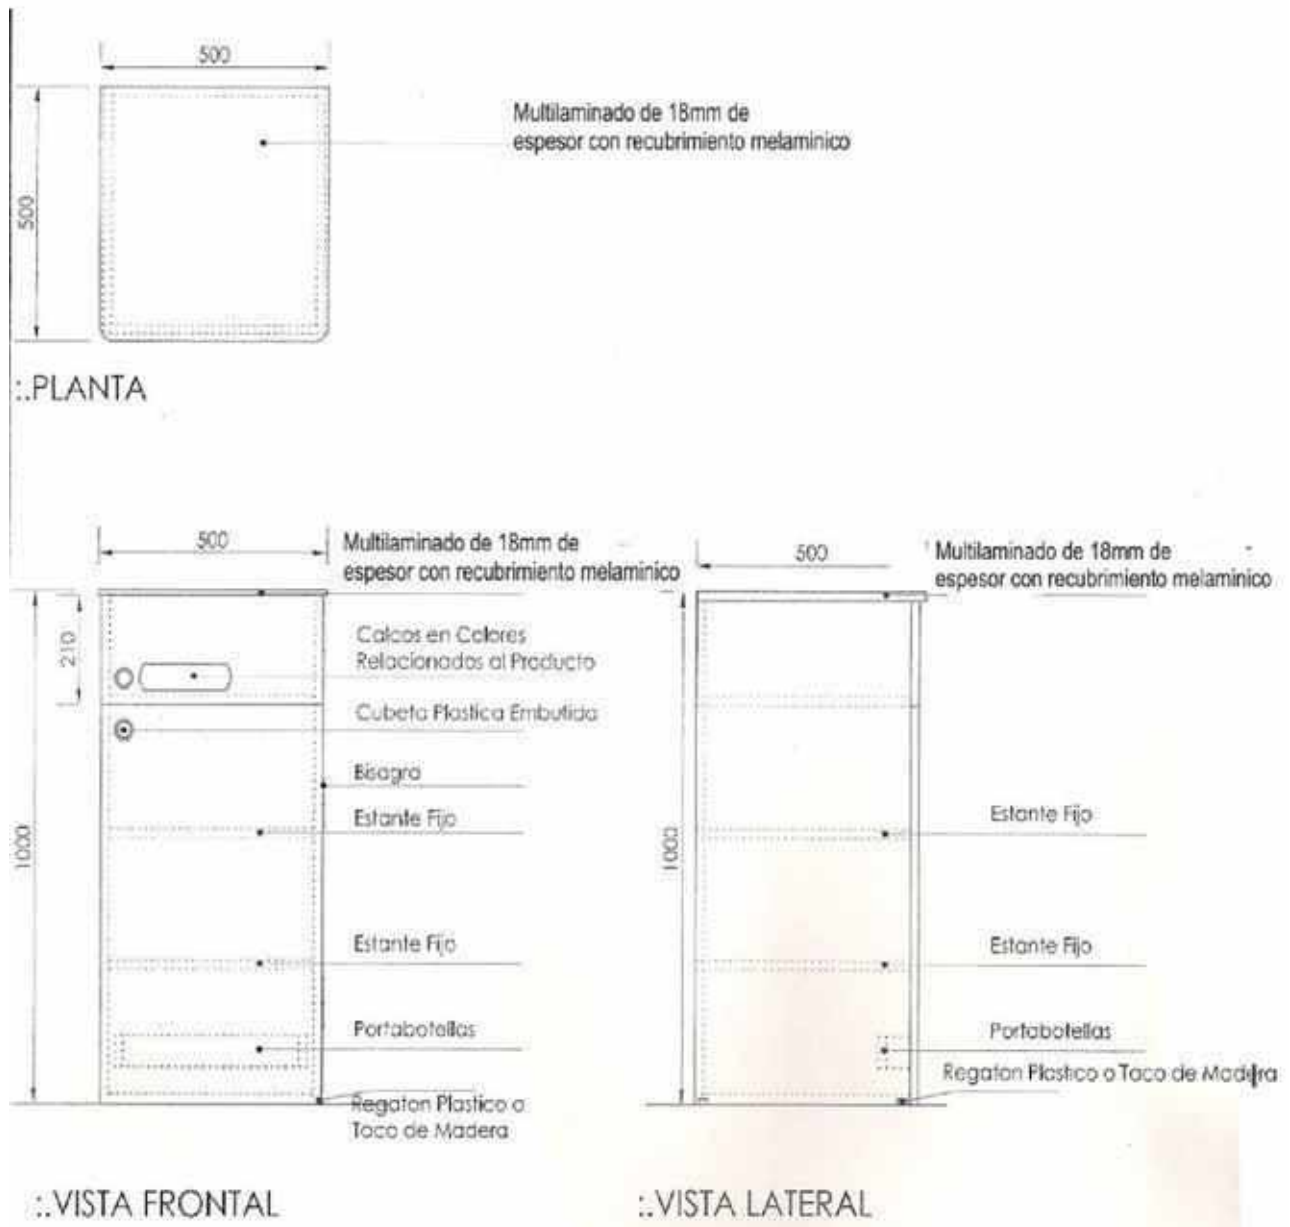 500
Multilaminado de 18mm de
espesor con recubrimiento melaminico
500
:.PLANTA
500
Multilaminado de 18mm de
espesor con recubrimiento melaminico
210
Calcos en Colores
Relacionados al Producto
Cubeta Plastica Embutida
Bisagra
Estante Fijo
1000
Estante Fijo
Portabotellas
Regaton Plastico o
Taco de Madera
:.VISTA FRONTAL
500
Multilaminado de 18mm de
espesor con recubrimiento melaminico
Estante Fijo
1000
Estante Fijo
Portabotellas
Regaton Plastico o Taco de Madera
:.VISTA LATERAL